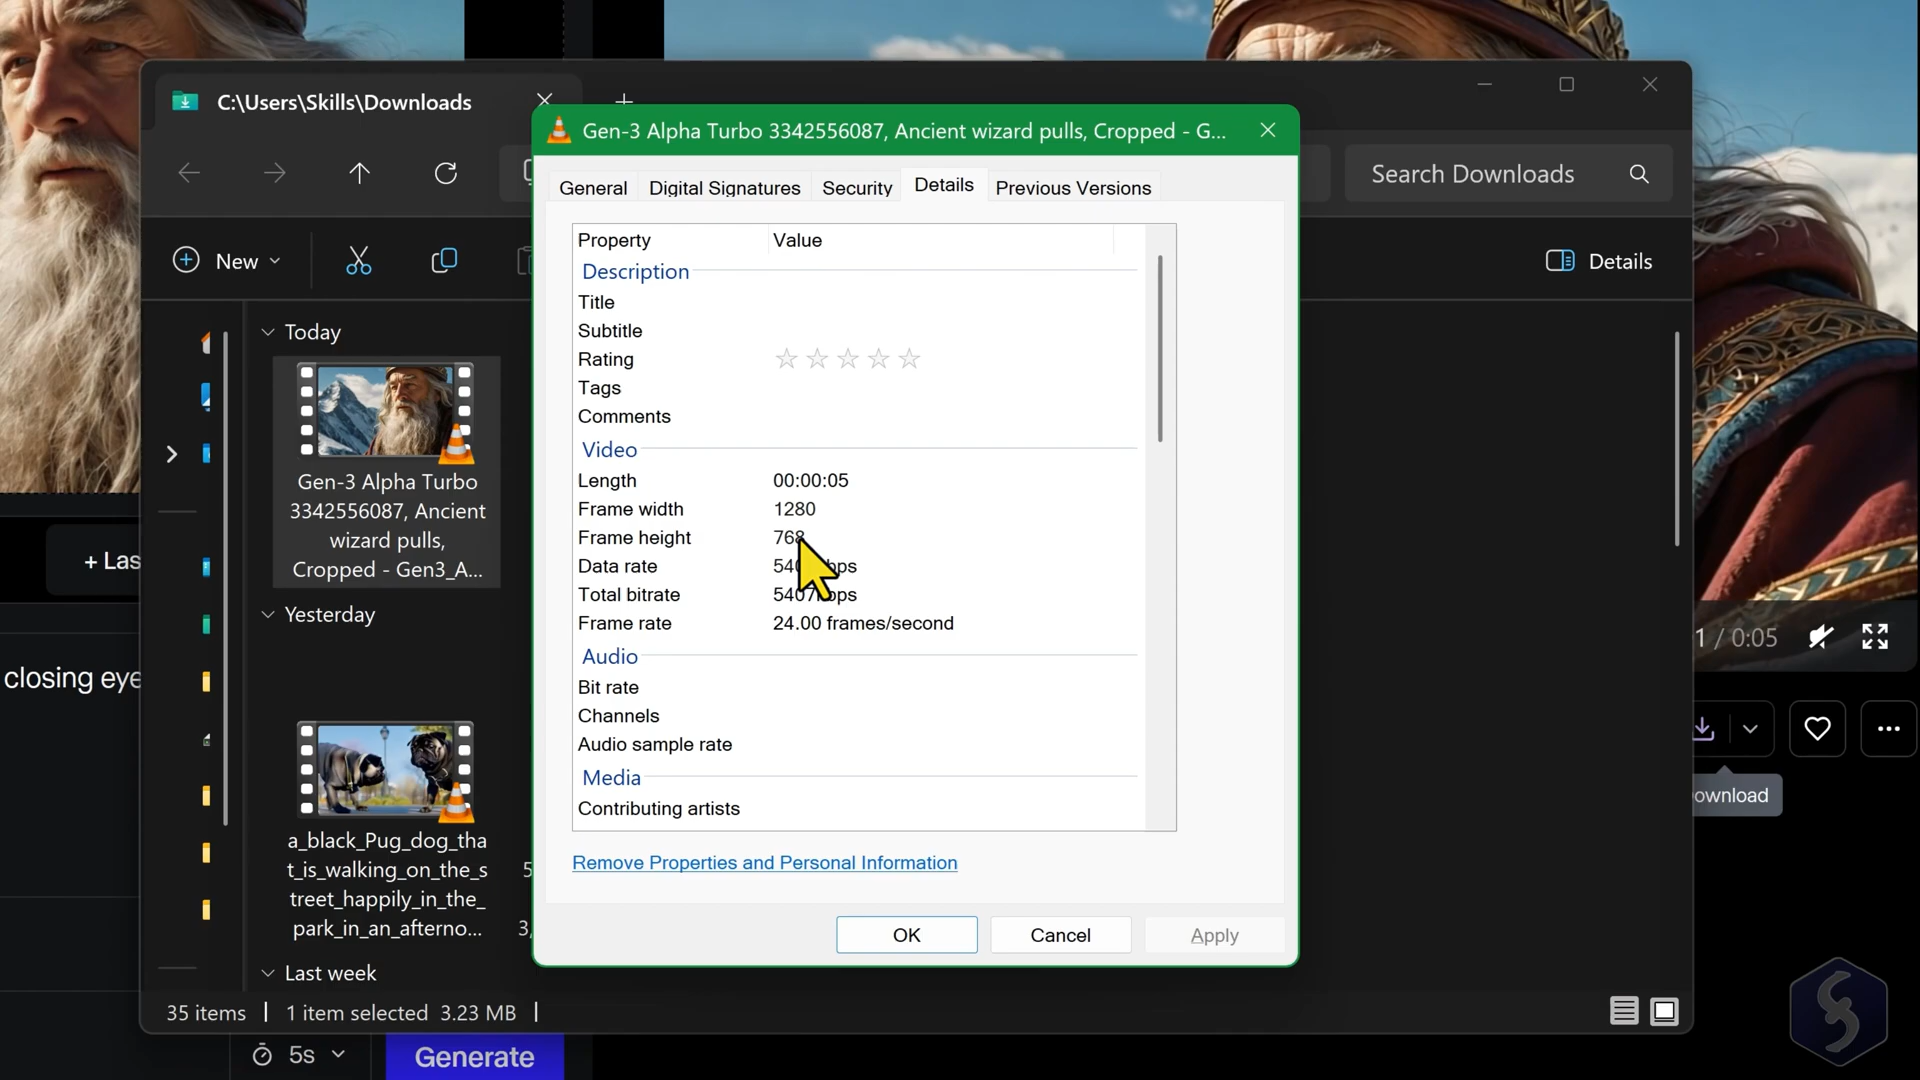 C:\Users\Skills\Downloads
Gen-3 Alpha Turbo 3342556087, Ancient wizard pulls, Cropped - G...
Search Downloads
New
Details
General
Digital Signatures
Security
Details
Previous Versions
Property Value
Description
Title
Subtitle
Rating
Tags
Comments
Video
Length 00:00:05
Frame width 1280
Frame height 768
Data rate
Total bitrate
Frame rate 24.00 frames/second
Audio
Bit rate
Channels
Audio sample rate
Media
Contributing artists
Remove Properties and Personal Information
OK
Cancel
Apply
Today
Gen-3 Alpha Turbo
3342556087, Ancient
wizard pulls,
Cropped - Gen3_A...
Yesterday
a_black_Pug_dog_tha
t_is_walking_on_the_s
treet_happily_in_the_
park_in_an_afterno...
Last week
35 items
1 item selected 3.23 MB
+ Las
closing eye
5s
Generate
1 / 0:05
ownload